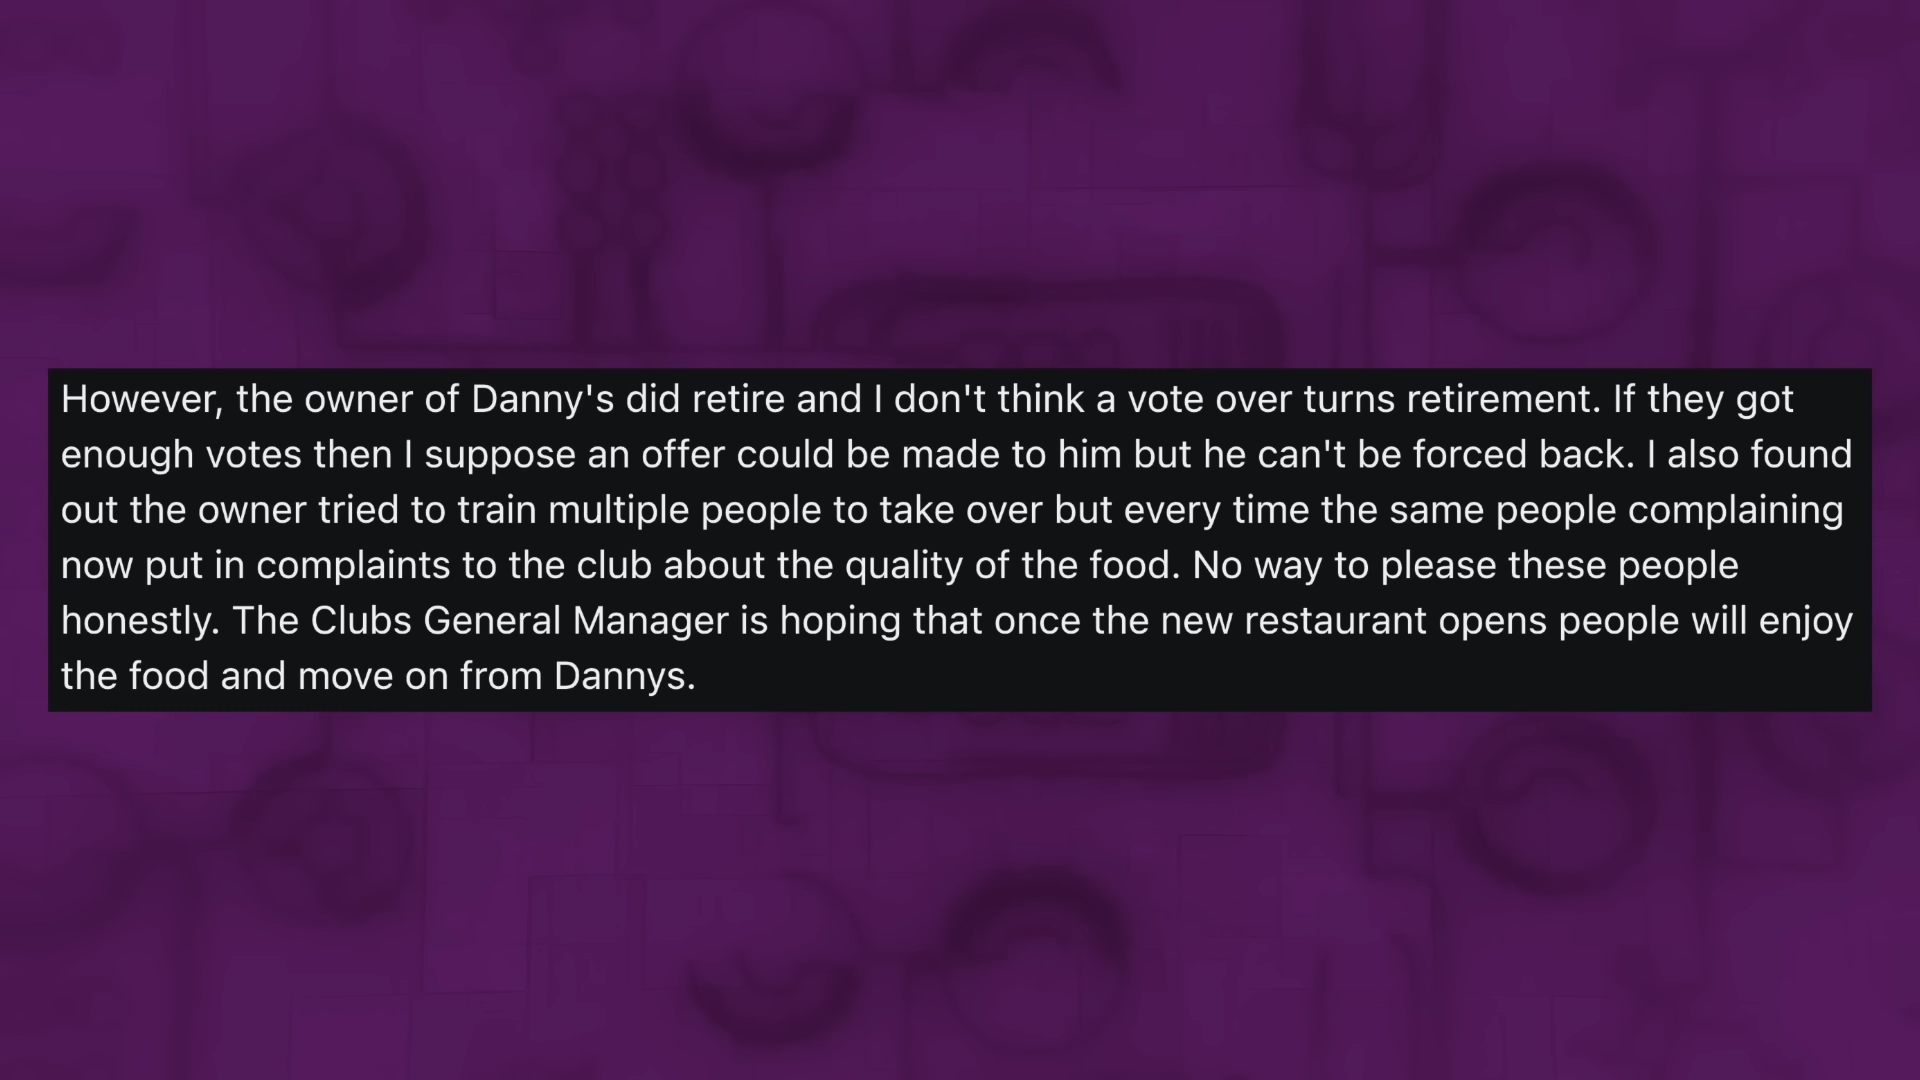 However, the owner of Danny's did retire and I don't think a vote over turns retirement. If they got
enough votes then I suppose an offer could be made to him but he can't be forced back. I also found
out the owner tried to train multiple people to take over but every time the same people complaining
now put in complaints to the club about the quality of the food. No way to please these people
honestly. The Clubs General Manager is hoping that once the new restaurant opens people will enjoy
the food and move on from Dannys.